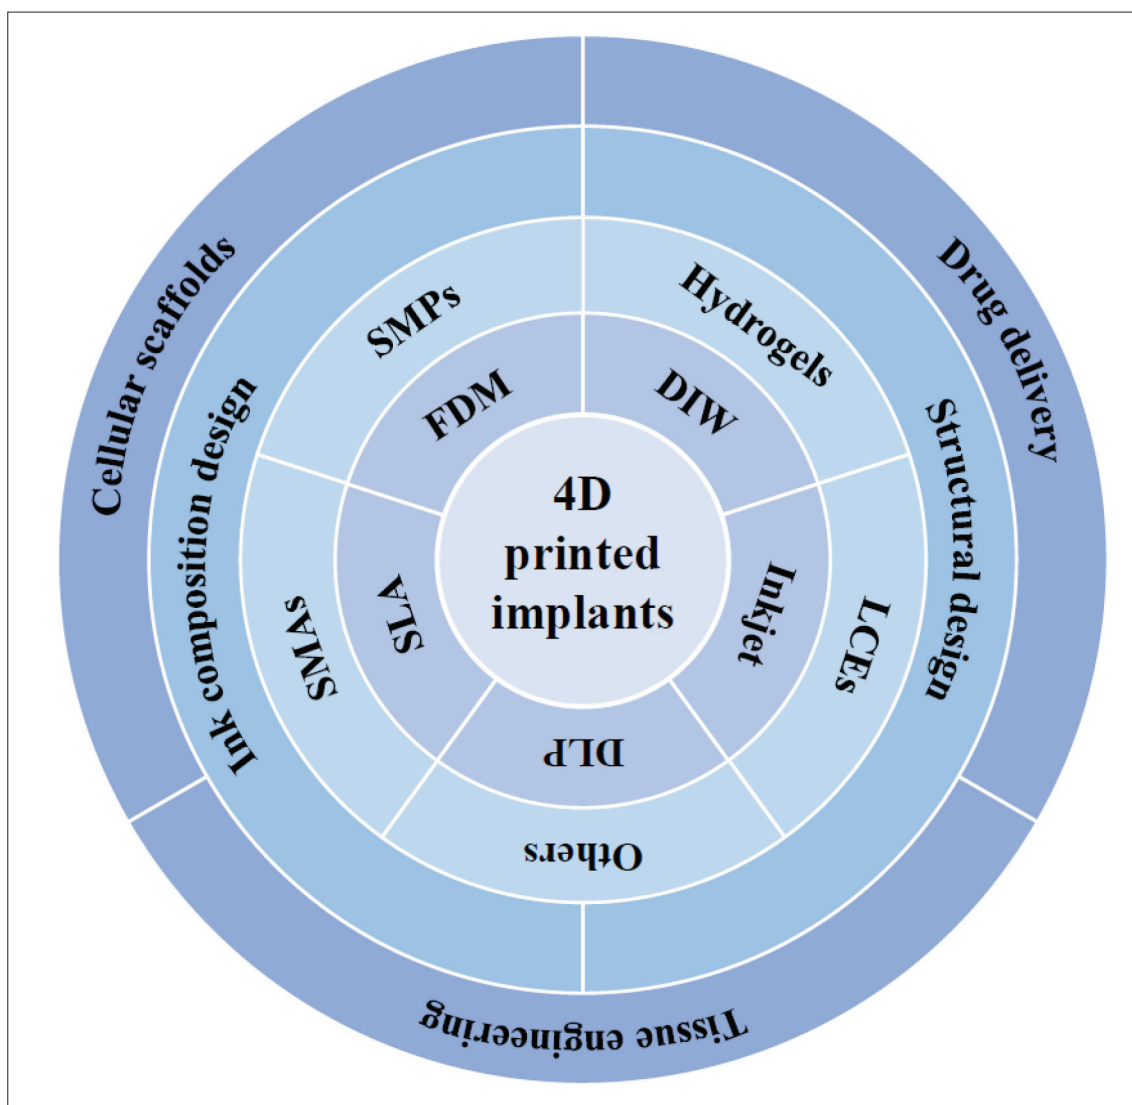 4D
printed
implants
FDM
DIW
Inkjet
DLP
SLA
SMPs
Hydrogels
LCEs
Others
SMAs
Ink composition design
Structural design
Cellular scaffolds
Drug delivery
Tissue engineering